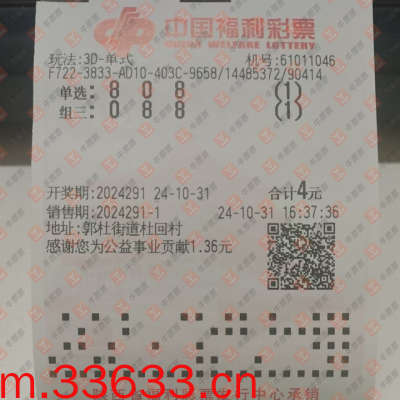 中国福利彩票
CHINA WELFARE LOTTERY
玩法:3D-单式 机号:61011046
F722-3833-AD10-403C-9658/14485372/90414
单选: 8 0 8 (1)
组三: 0 8 8 (1)
开奖期:2024291 24-10-31 合计4元
销售期:2024291-1 24-10-31 16:37:36
地址:郭杜街道杜回村
感谢您为公益事业贡献1.36元
m.33633.cn
中心承销